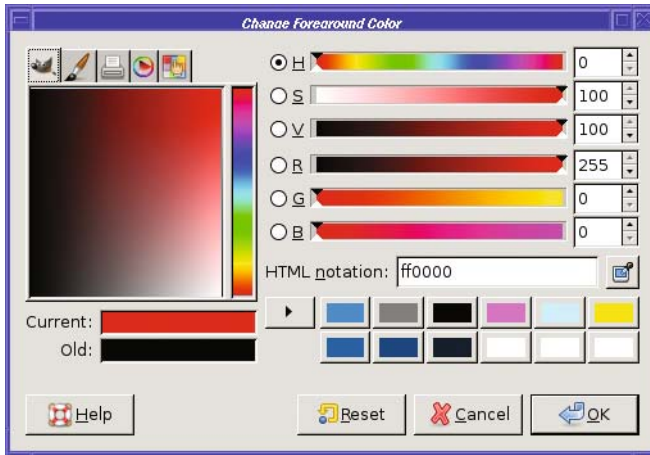 Change Foreground Color
H 0
S 100
V 100
R 255
G 0
B 0
HTML notation: ff0000
Current:
Old:
Help Reset Cancel OK